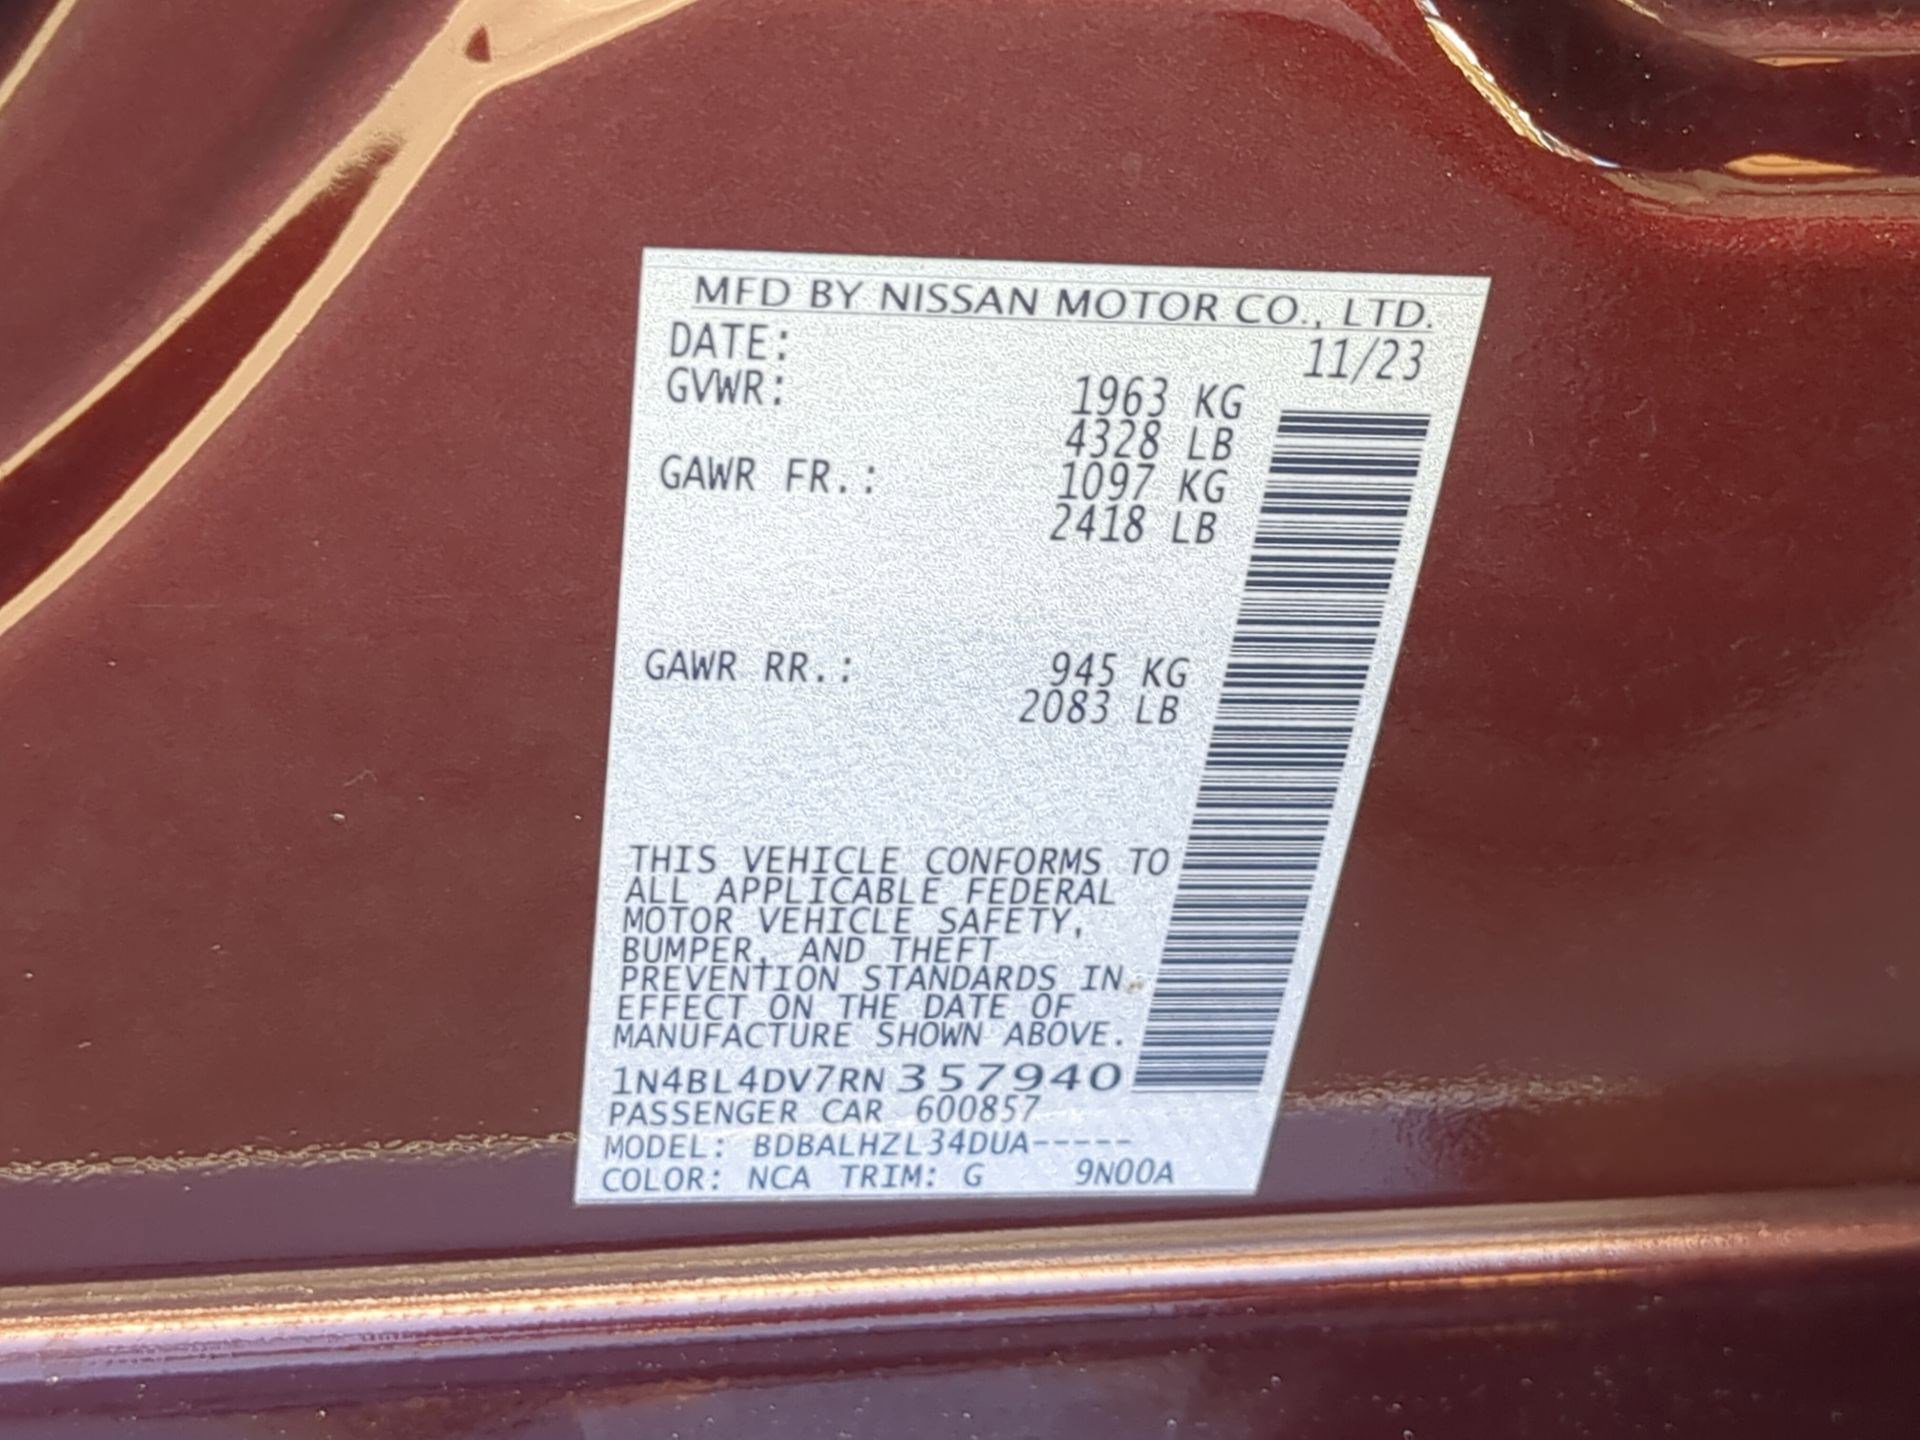 MFD BY NISSAN MOTOR CO., LTD.
DATE: 11/23
GVWR: 1963 KG
4328 LB
GAWR FR.: 1097 KG
2418 LB
GAWR RR.: 945 KG
2083 LB
THIS VEHICLE CONFORMS TO
ALL APPLICABLE FEDERAL
MOTOR VEHICLE SAFETY,
BUMPER, AND THEFT
PREVENTION STANDARDS IN
EFFECT ON THE DATE OF
MANUFACTURE SHOWN ABOVE.
1N4BL4DV7RN357940
PASSENGER CAR 600857
MODEL: BDBALHZL34DUA-----
COLOR: NCA TRIM: G 9N00A